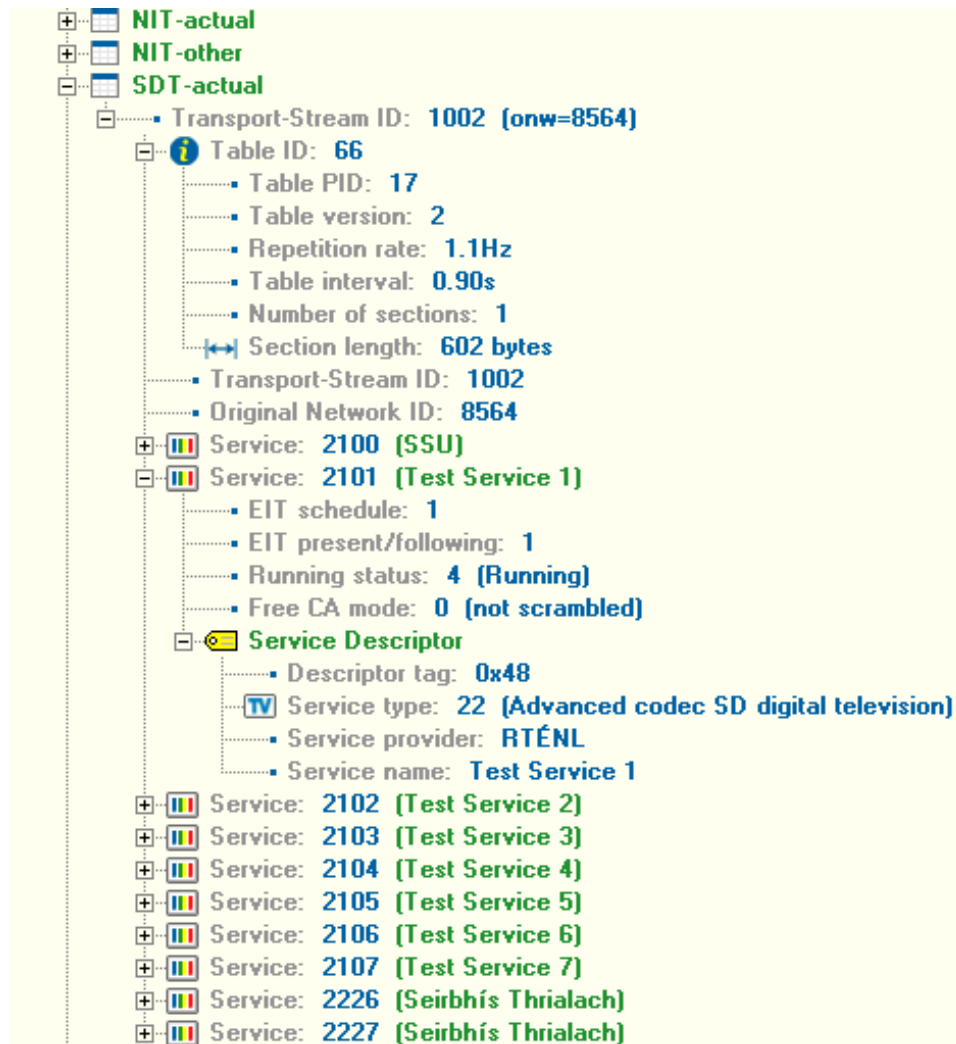 NIT-actual
NIT-other
SDT-actual
Transport-Stream ID: 1002 (onw=8564)
Table ID: 66
Table PID: 17
Table version: 2
Repetition rate: 1.1Hz
Table interval: 0.90s
Number of sections: 1
Section length: 602 bytes
Transport-Stream ID: 1002
Original Network ID: 8564
Service: 2100 (SSU)
Service: 2101 (Test Service 1)
EIT schedule: 1
EIT present/following: 1
Running status: 4 (Running)
Free CA mode: 0 (not scrambled)
Service Descriptor
Descriptor tag: 0x48
TV Service type: 22 (Advanced codec SD digital television)
Service provider: RTÉNL
Service name: Test Service 1
Service: 2102 (Test Service 2)
Service: 2103 (Test Service 3)
Service: 2104 (Test Service 4)
Service: 2105 (Test Service 5)
Service: 2106 (Test Service 6)
Service: 2107 (Test Service 7)
Service: 2226 (Seirbhís Thrialach)
Service: 2227 (Seirbhís Thrialach)